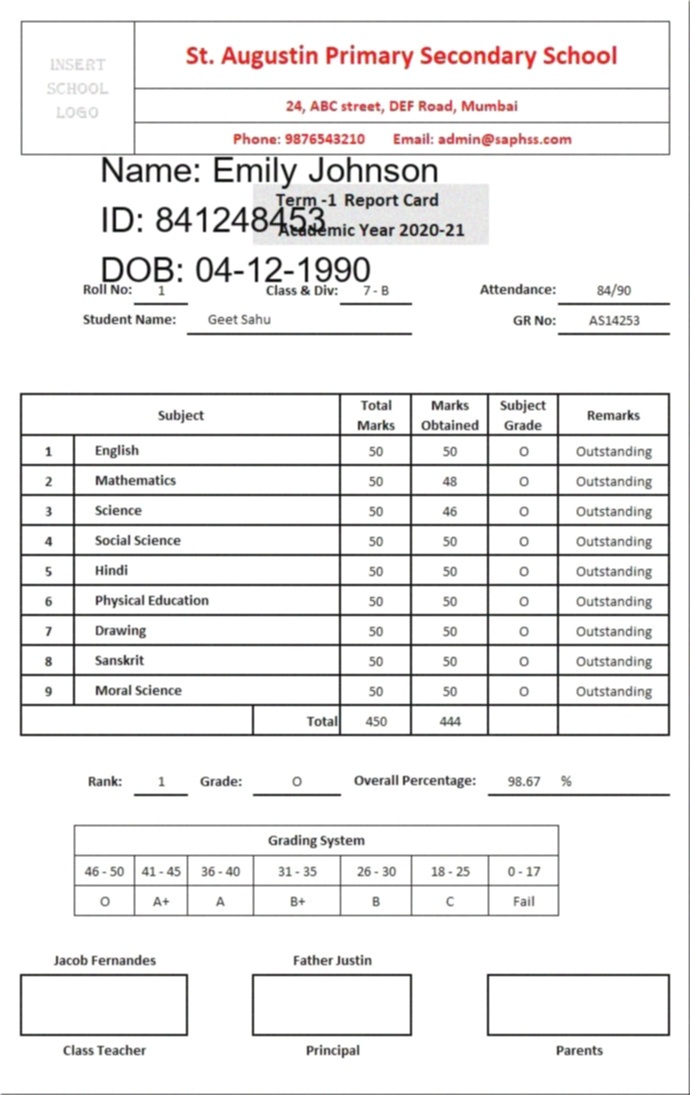 INSERT
SCHOOL
LOGO
St. Augustin Primary Secondary School
24, ABC street, DEF Road, Mumbai
Phone: 9876543210 Email: admin@saphss.com
Name: Emily Johnson
Term -1 Report Card
ID: 841248453
Academic Year 2020-21
DOB: 04-12-1990
Roll No: 1 Class & Div: 7 - B Attendance: 84/90
Student Name: Geet Sahu GR No: AS14253
Subject Total Marks Marks Obtained Subject Grade Remarks
1 English 50 50 O Outstanding
2 Mathematics 50 48 O Outstanding
3 Science 50 46 O Outstanding
4 Social Science 50 50 O Outstanding
5 Hindi 50 50 O Outstanding
6 Physical Education 50 50 O Outstanding
7 Drawing 50 50 O Outstanding
8 Sanskrit 50 50 O Outstanding
9 Moral Science 50 50 O Outstanding
Total 450 444
Rank: 1 Grade: O Overall Percentage: 98.67 %
Grading System
46 - 50 41 - 45 36 - 40 31 - 35 26 - 30 18 - 25 0 - 17
O A+ A B+ B C Fail
Jacob Fernandes Father Justin
Class Teacher Principal Parents